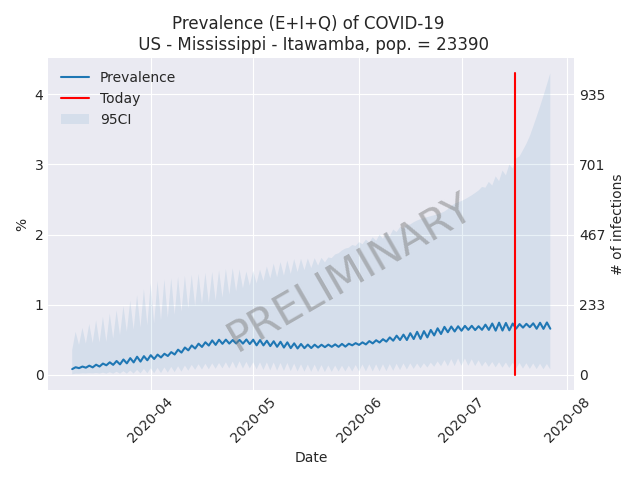 Prevalence (E+I+Q) of COVID-19
US - Mississippi - Itawamba, pop. = 23390
Prevalence
Today
95CI
PRELIMINARY
%
4
3
2
1
0
935
701
467
233
0
# of infections
2020-04
2020-05
2020-06
2020-07
2020-08
Date